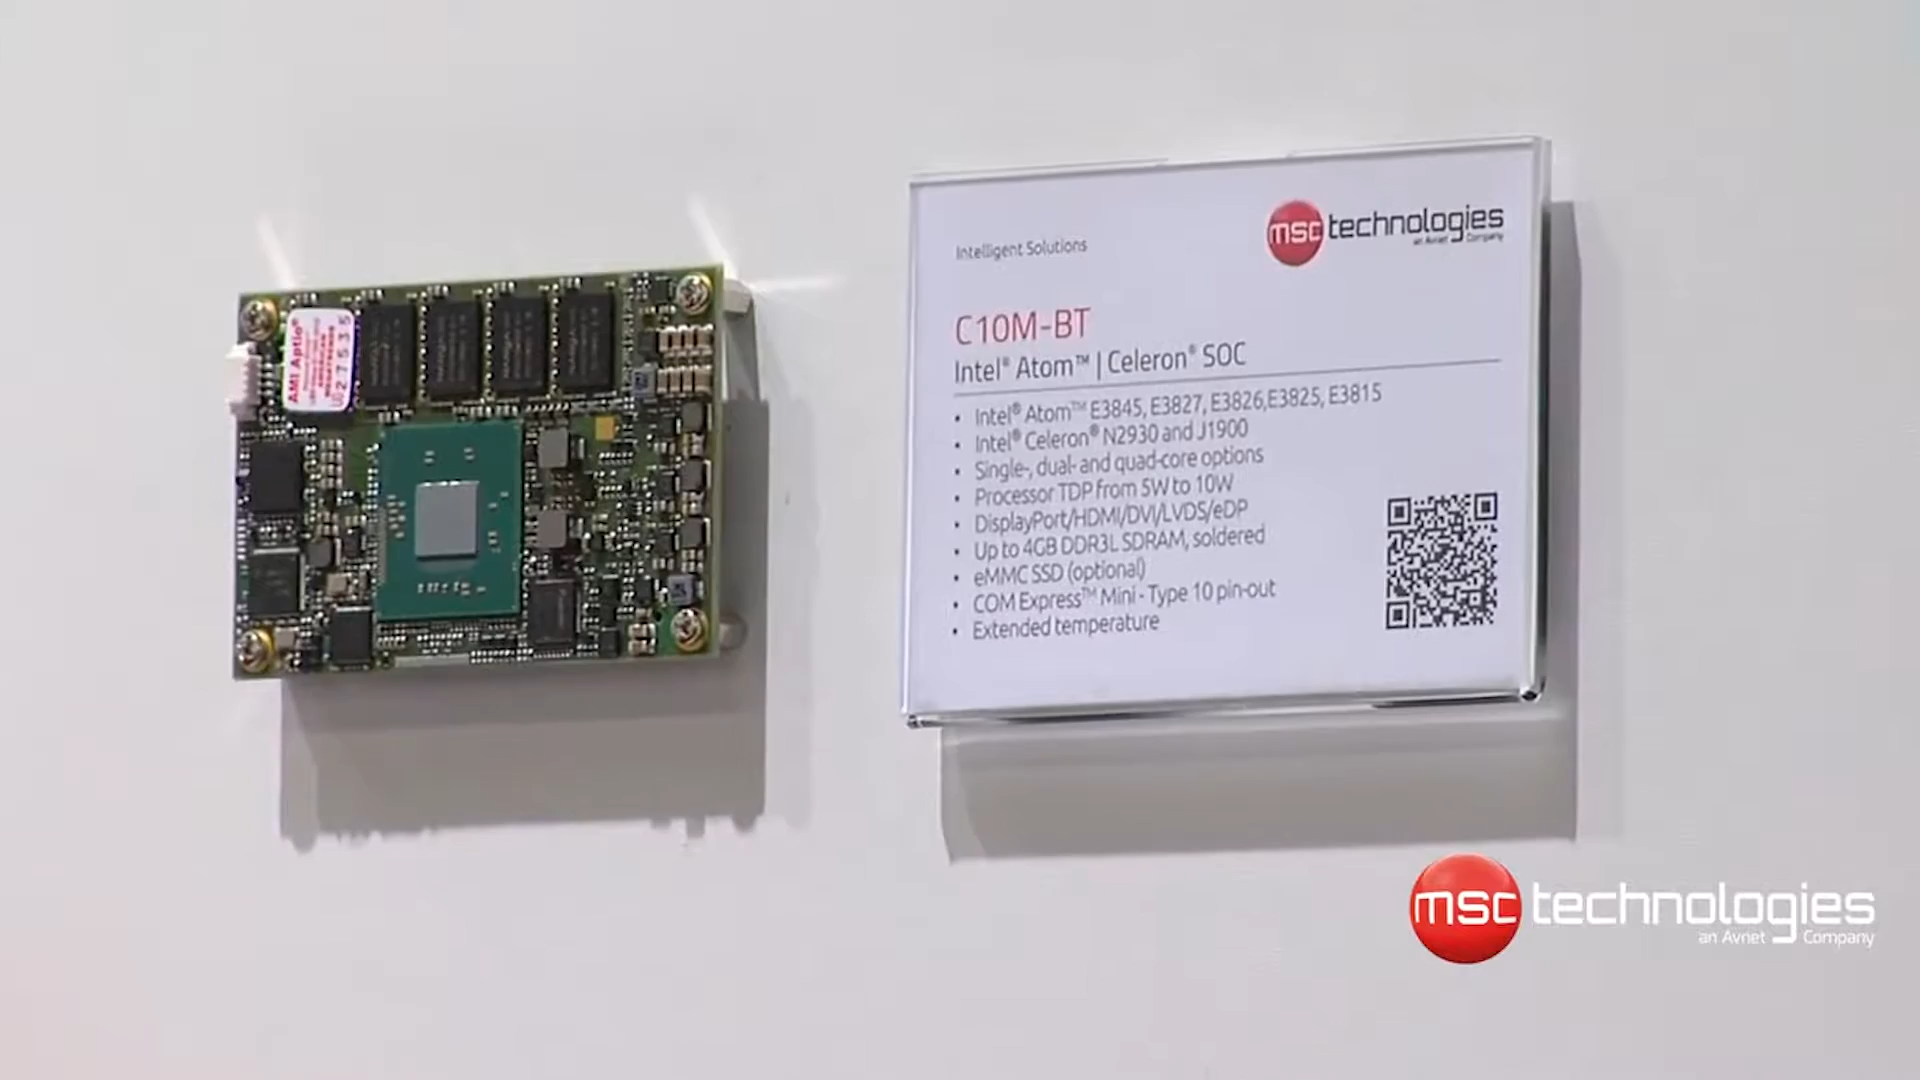 AMI Aptio®
AMERICAN
MEGATRENDS
027535
Intelligent Solutions
msc technologies
an Avnet Company
C10M-BT
Intel® Atom™ | Celeron® SOC
• Intel® Atom™ E3845, E3827, E3826,E3825, E3815
• Intel® Celeron® N2930 and J1900
• Single-, dual- and quad-core options
• Processor TDP from 5W to 10W
• DisplayPort/HDMI/DVI/LVDS/eDP
• Up to 4GB DDR3L SDRAM, soldered
• eMMC SSD (optional)
• COM Express™ Mini - Type 10 pin-out
• Extended temperature
msc technologies
an Avnet Company